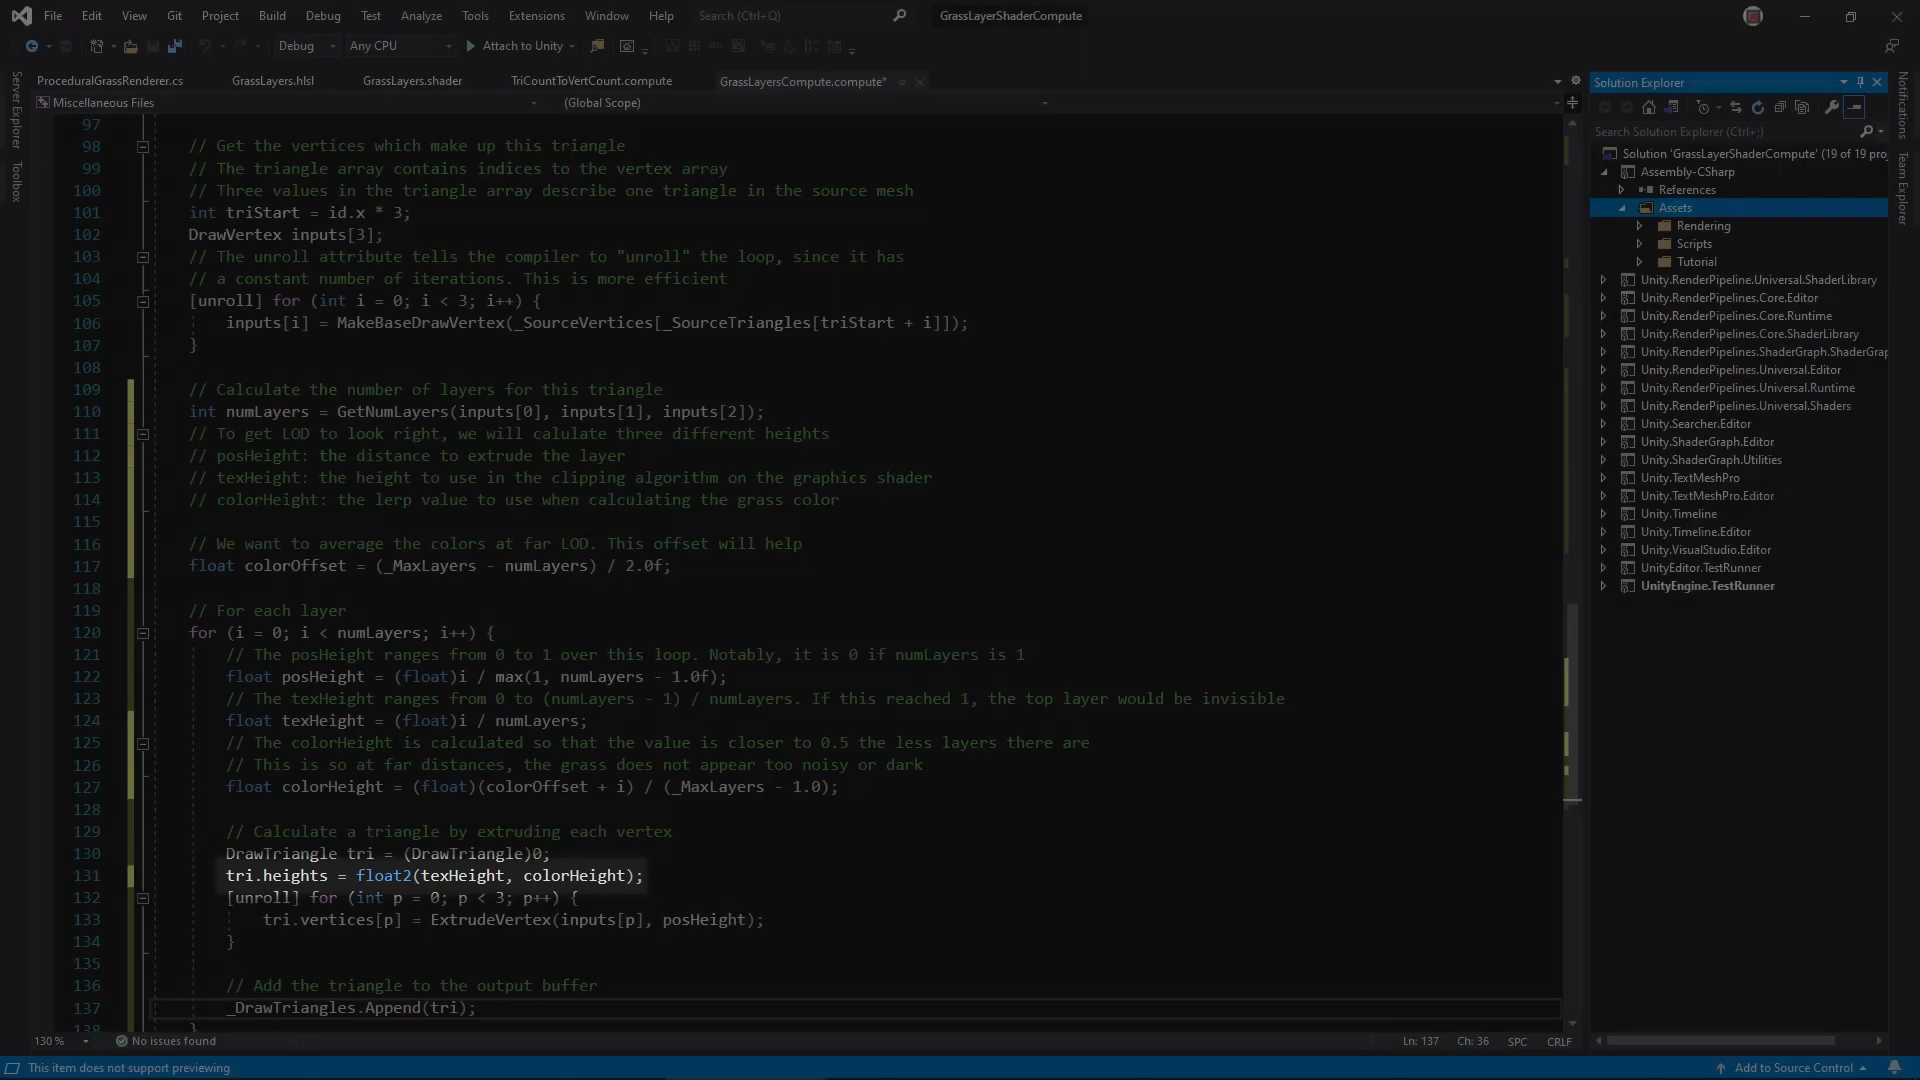 File Edit View Git Project Build Debug Test Analyze Tools Extensions Window Help Search (Ctrl+Q) GrassLayerShaderCompute
Debug Any CPU Attach to Unity
ProceduralGrassRenderer.cs GrassLayers.hlsl GrassLayers.shader TriCountToVertCount.compute GrassLayersCompute.compute*
Miscellaneous Files (Global Scope)
Server Explorer
Toolbox
97
98 // Get the vertices which make up this triangle
99 // The triangle array contains indices to the vertex array
100 // Three values in the triangle array describe one triangle in the source mesh
101 int triStart = id.x * 3;
102 DrawVertex inputs[3];
103 // The unroll attribute tells the compiler to "unroll" the loop, since it has
104 // a constant number of iterations. This is more efficient
105 [unroll] for (int i = 0; i < 3; i++) {
106 inputs[i] = MakeBaseDrawVertex(_SourceVertices[_SourceTriangles[triStart + i]]);
107 }
108
109 // Calculate the number of layers for this triangle
110 int numLayers = GetNumLayers(inputs[0], inputs[1], inputs[2]);
111 // To get LOD to look right, we will calulate three different heights
112 // posHeight: the distance to extrude the layer
113 // texHeight: the height to use in the clipping algorithm on the graphics shader
114 // colorHeight: the lerp value to use when calculating the grass color
115
116 // We want to average the colors at far LOD. This offset will help
117 float colorOffset = (_MaxLayers - numLayers) / 2.0f;
118
119 // For each layer
120 for (i = 0; i < numLayers; i++) {
121 // The posHeight ranges from 0 to 1 over this loop. Notably, it is 0 if numLayers is 1
122 float posHeight = (float)i / max(1, numLayers - 1.0f);
123 // The texHeight ranges from 0 to (numLayers - 1) / numLayers. If this reached 1, the top layer would be invisible
124 float texHeight = (float)i / numLayers;
125 // The colorHeight is calculated so that the value is closer to 0.5 the less layers there are
126 // This is so at far distances, the grass does not appear too noisy or dark
127 float colorHeight = (float)(colorOffset + i) / (_MaxLayers - 1.0);
128
129 // Calculate a triangle by extruding each vertex
130 DrawTriangle tri = (DrawTriangle)0;
131 tri.heights = float2(texHeight, colorHeight);
132 [unroll] for (int p = 0; p < 3; p++) {
133 tri.vertices[p] = ExtrudeVertex(inputs[p], posHeight);
134 }
135
136 // Add the triangle to the output buffer
137 _DrawTriangles.Append(tri);
138 }
130 % No issues found Ln: 137 Ch: 36 SPC CRLF
Solution Explorer
Search Solution Explorer (Ctrl+;)
Solution 'GrassLayerShaderCompute' (19 of 19 proj
Assembly-CSharp
References
Assets
Rendering
Scripts
Tutorial
Unity.RenderPipeline.Universal.ShaderLibrary
Unity.RenderPipelines.Core.Editor
Unity.RenderPipelines.Core.Runtime
Unity.RenderPipelines.Core.ShaderLibrary
Unity.RenderPipelines.ShaderGraph.ShaderGrap
Unity.RenderPipelines.Universal.Editor
Unity.RenderPipelines.Universal.Runtime
Unity.RenderPipelines.Universal.Shaders
Unity.Searcher.Editor
Unity.ShaderGraph.Editor
Unity.ShaderGraph.Utilities
Unity.TextMeshPro
Unity.TextMeshPro.Editor
Unity.Timeline
Unity.Timeline.Editor
Unity.VisualStudio.Editor
UnityEditor.TestRunner
UnityEngine.TestRunner
Notifications
Team Explorer
This item does not support previewing Add to Source Control